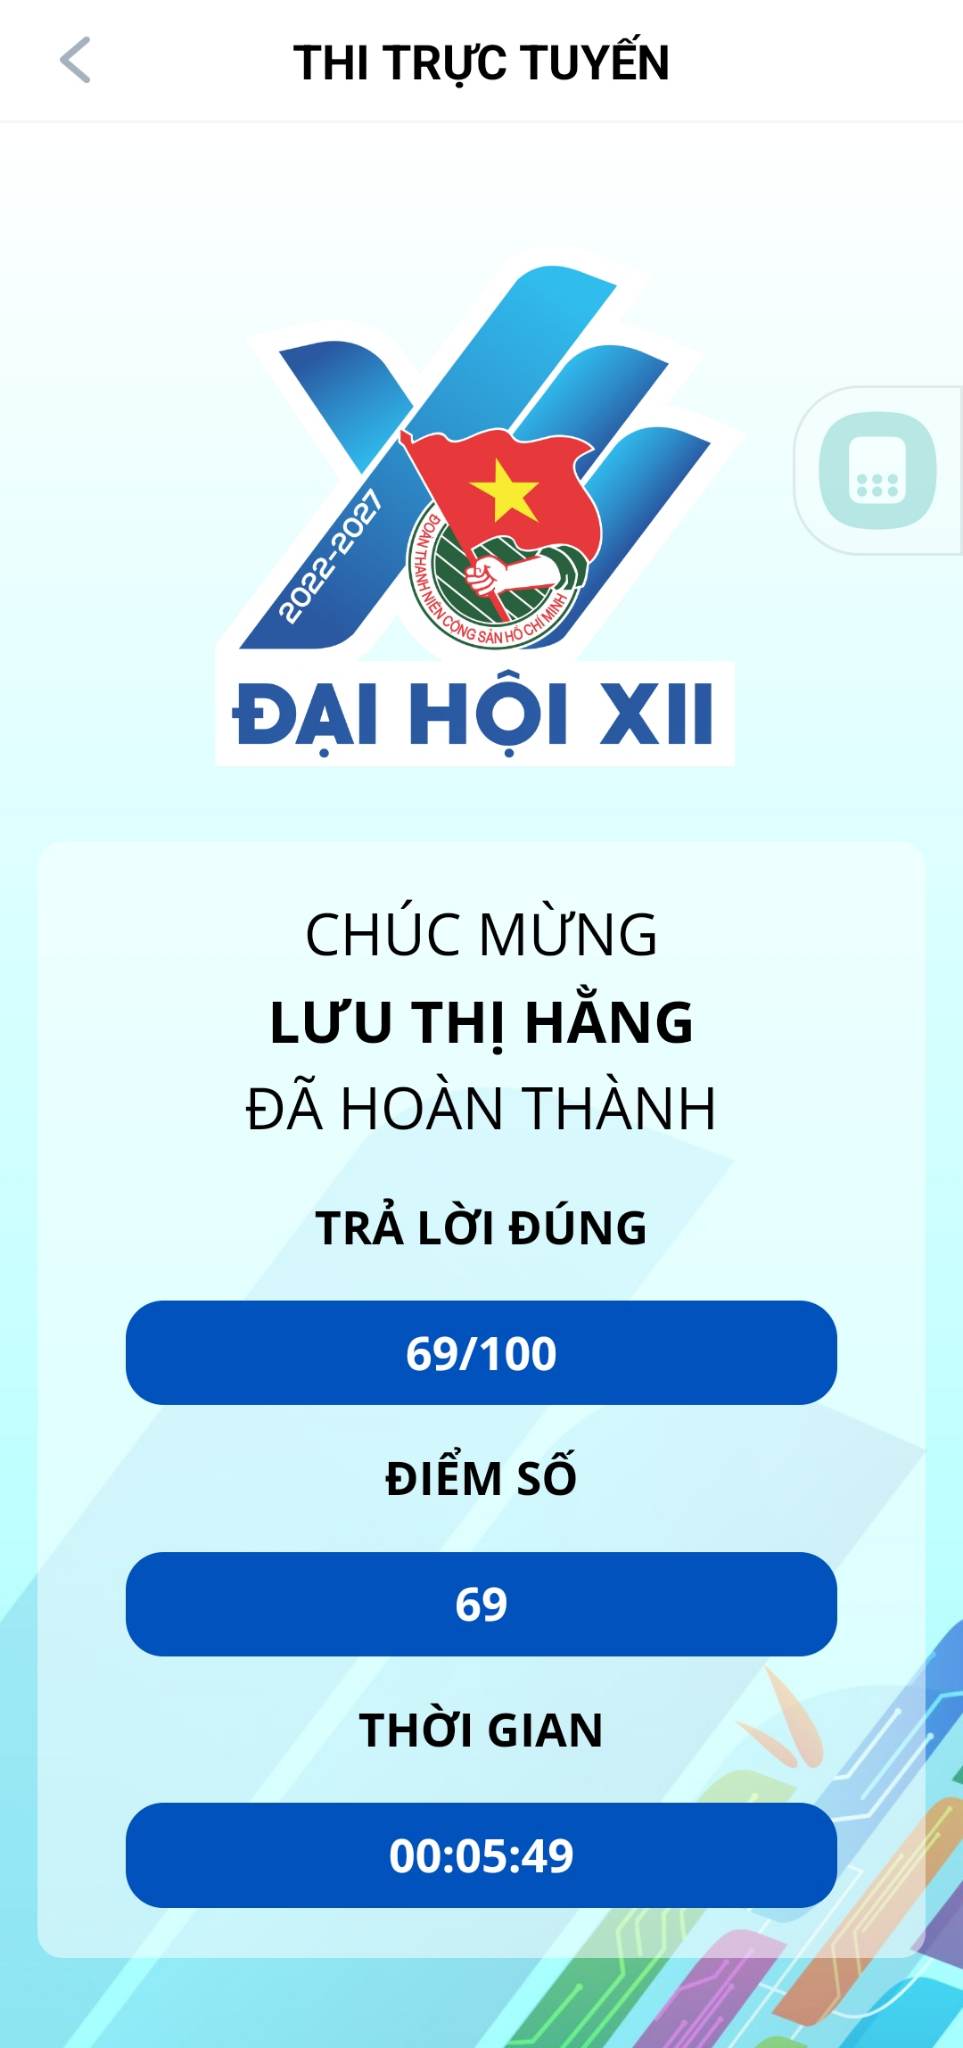 THI TRỰC TUYẾN
2022-2027
ĐOÀN THANH NIÊN CỘNG SẢN HỒ CHÍ MINH
ĐẠI HỘI XII
CHÚC MỪNG
LƯU THỊ HẰNG
ĐÃ HOÀN THÀNH
TRẢ LỜI ĐÚNG
69/100
ĐIỂM SỐ
69
THỜI GIAN
00:05:49